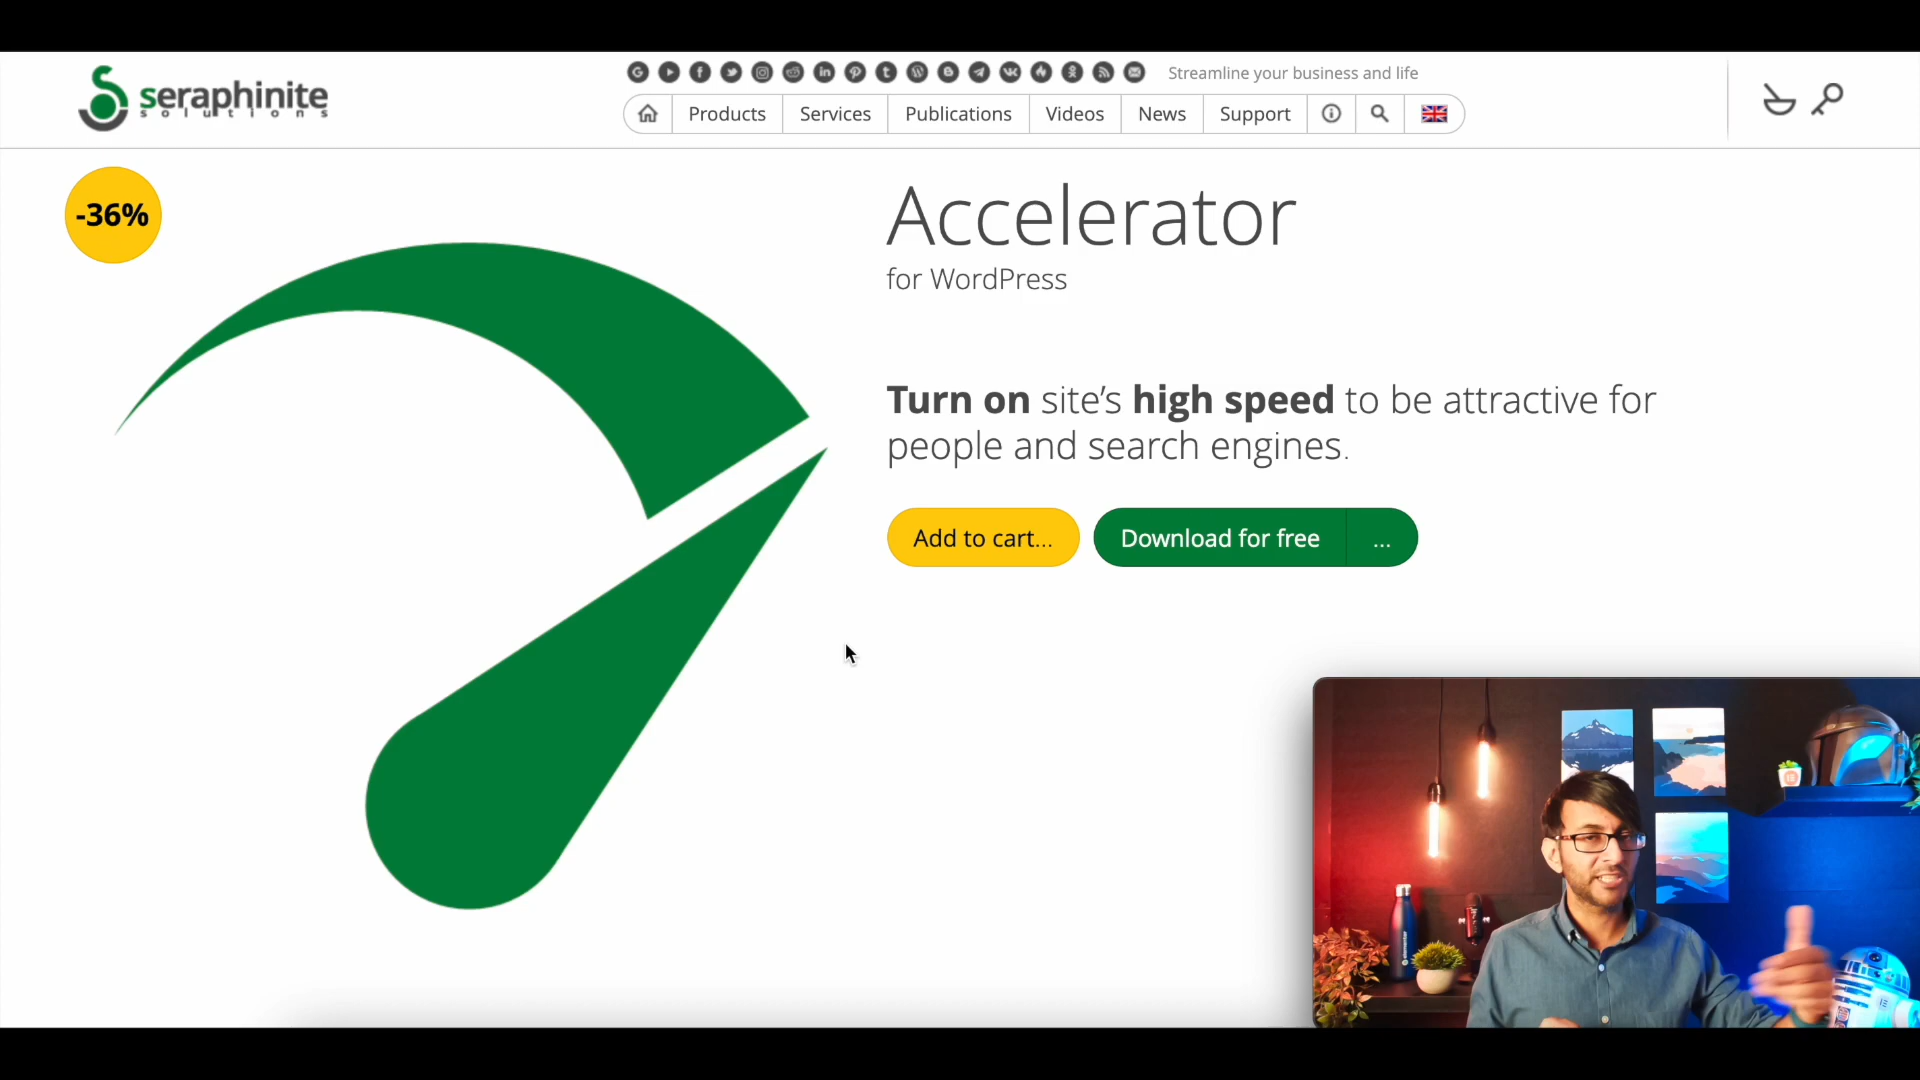 seraphinite
solutions
Streamline your business and life
Products
Services
Publications
Videos
News
Support
-36%
Accelerator
for WordPress
Turn on site’s high speed to be attractive for
people and search engines.
Add to cart...
Download for free
...